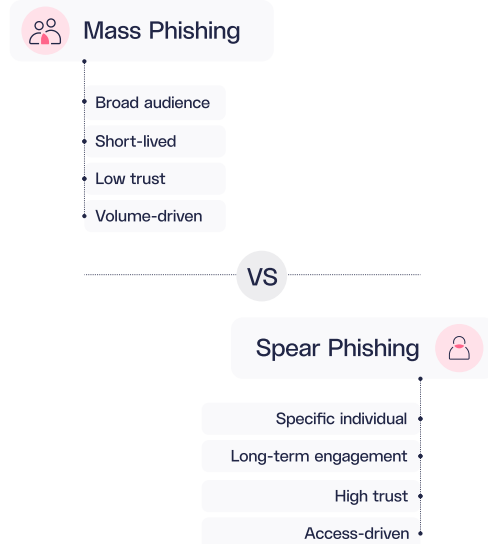 Mass Phishing
Broad audience
Short-lived
Low trust
Volume-driven
VS
Spear Phishing
Specific individual
Long-term engagement
High trust
Access-driven